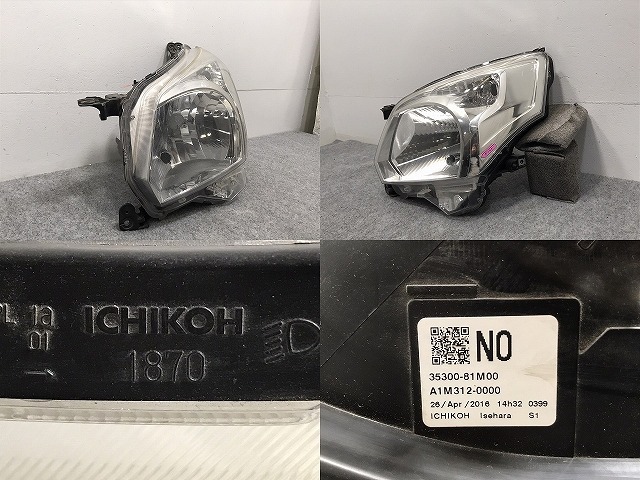 ICHIKOH
1870
NO
35300-81M00
A1M312-0000
26/Apr/2016 14h32 0399
ICHIKOH Isehara S1